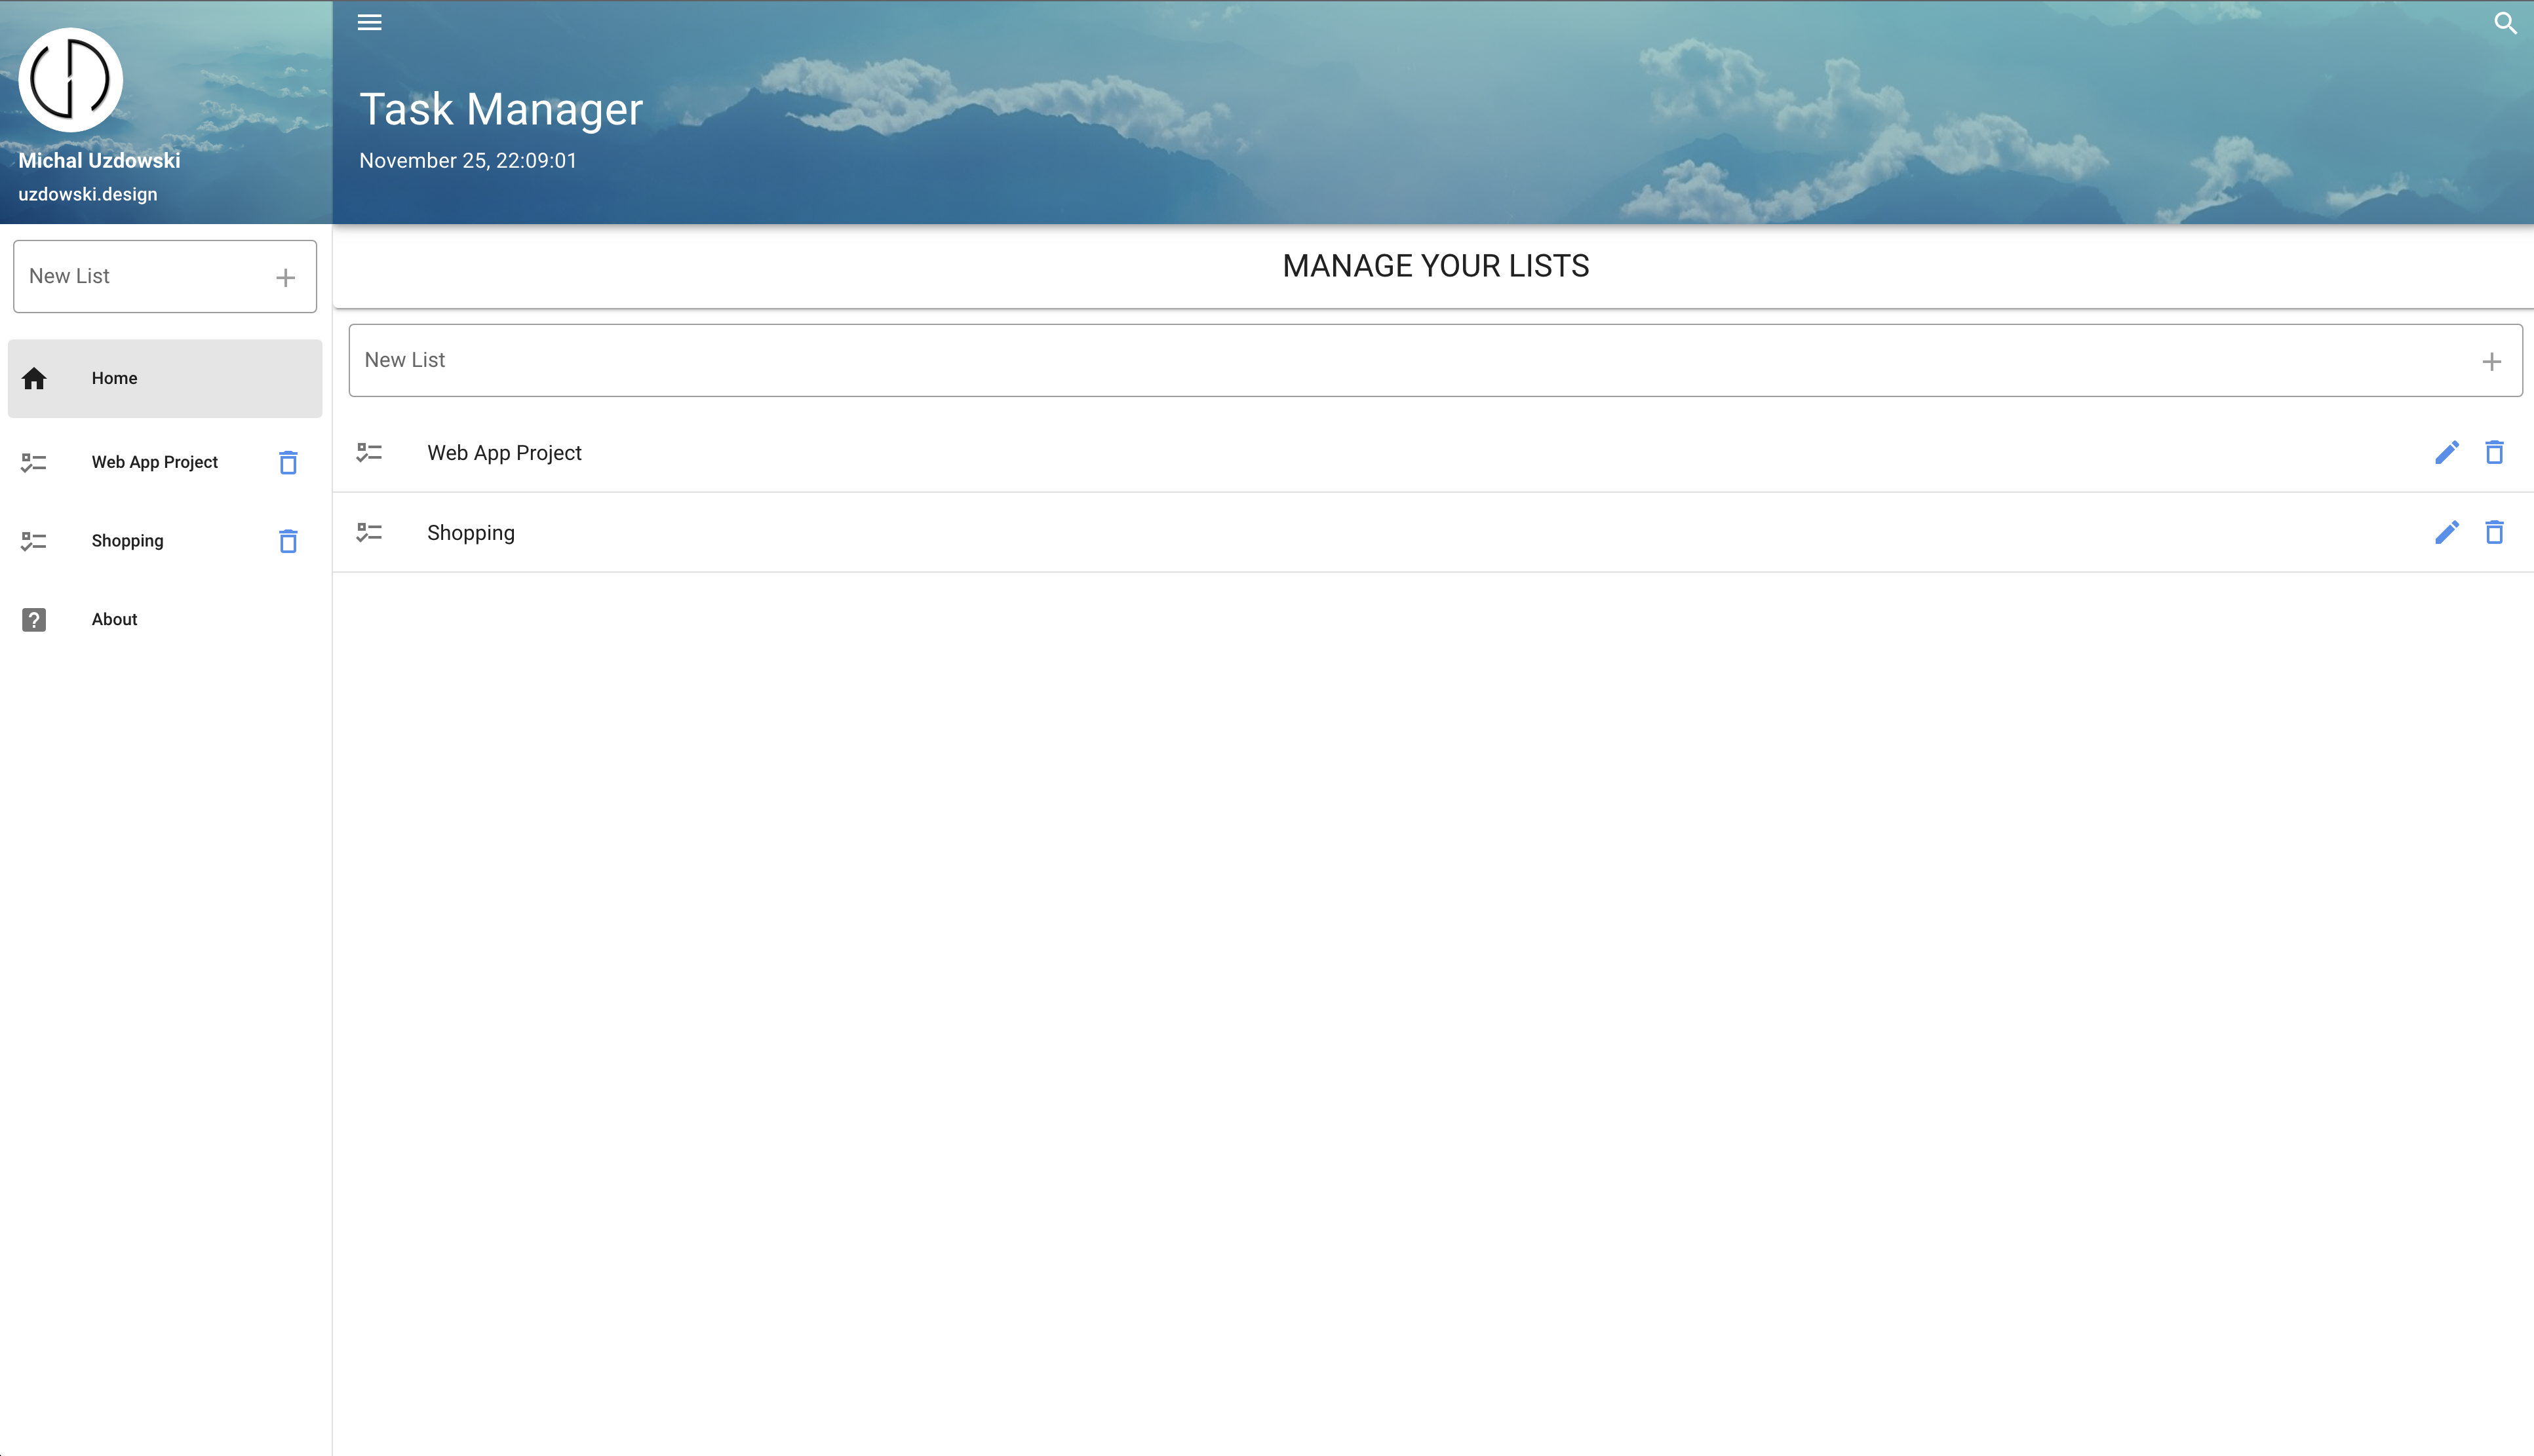 Michal Uzdowski
uzdowski.design
Task Manager
November 25, 22:09:01
New List
Home
Web App Project
Shopping
About
MANAGE YOUR LISTS
New List
Web App Project
Shopping